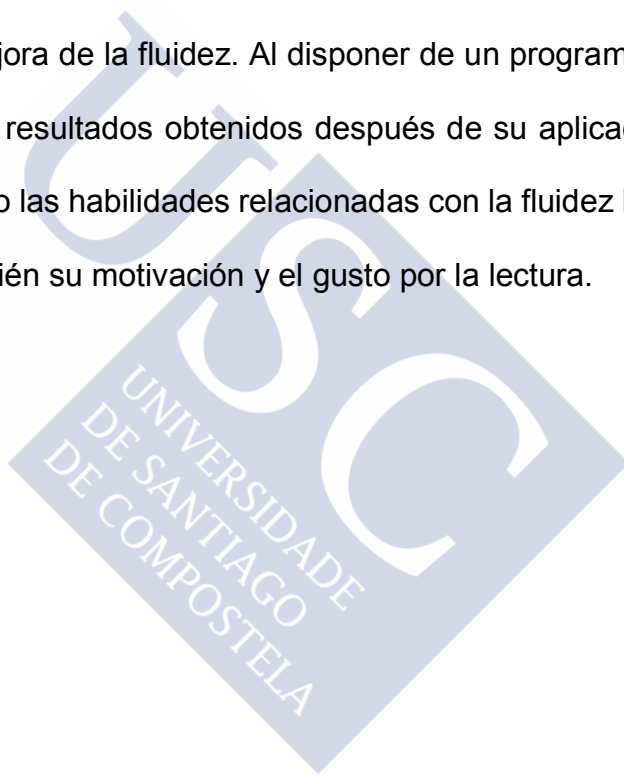 jora de la fluidez. Al disponer de un program
resultados obtenidos después de su aplica
o las habilidades relacionadas con la fluidez
ién su motivación y el gusto por la lectura.
USC
UNIVERSIDADE
DE SANTIAGO
DE COMPOSTELA